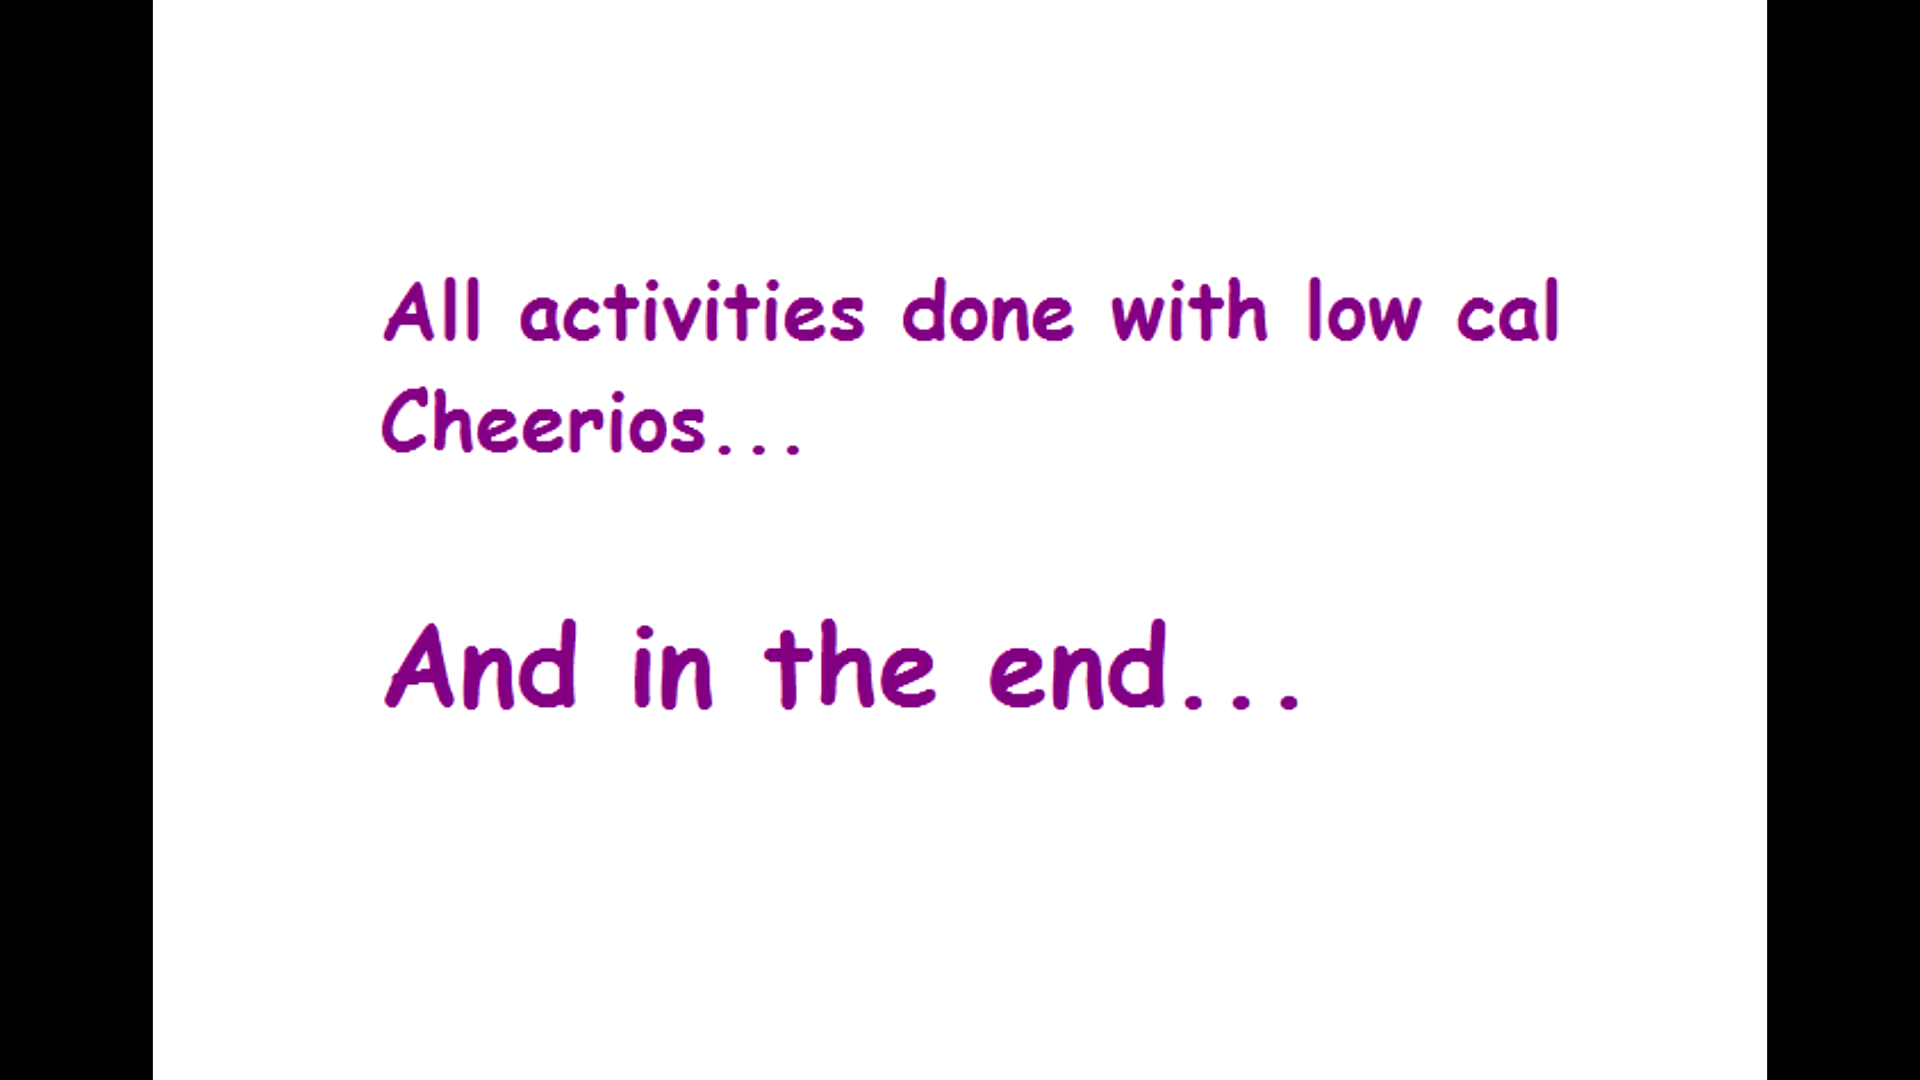 All activities done with low cal
Cheerios...
And in the end...